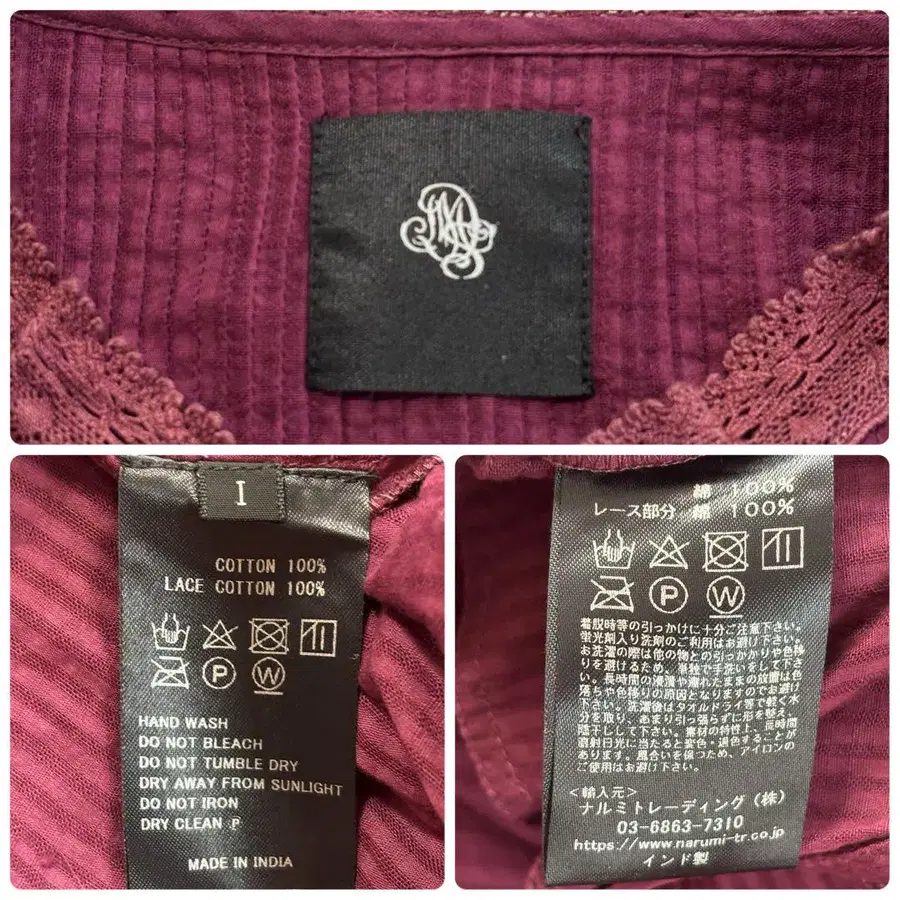 I
COTTON 100%
LACE COTTON 100%
P
W
HAND WASH
DO NOT BLEACH
DO NOT TUMBLE DRY
DRY AWAY FROM SUNLIGHT
DO NOT IRON
DRY CLEAN P
MADE IN INDIA
綿 100%
レース部分 綿 100%
P
W
着脱時等の引っかけに十分ご注意下さい。
蛍光剤入り洗剤のご利用はお避け下さい。
お洗濯の際は他の物との引っかかりや色移
りを避けるため、単独で手洗いをして下さ
い。長時間の浸漬や濡れたままの放置は色
落ちや色移りの原因となりますのでお避け
下さい。洗濯後はタオルドライ等で軽く水
分を取り、あまり引っ張らずに形を整え
陰干しして下さい。素材の特性上、長時間
直射日光に当たると変色・退色することが
あります。風合いを保つため、アイロンの
ご使用はお避け下さい。
<輸入元>
ナルミトレーディング（株）
03-6863-7310
https://www.narumi-tr.co.jp
インド製